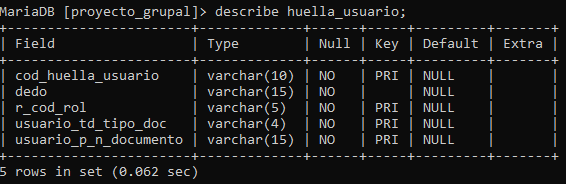 MariaDB [proyecto_grupal]> describe huella_usuario;
+----------------------+-------------+------+-----+---------+-------+
| Field                | Type        | Null | Key | Default | Extra |
+----------------------+-------------+------+-----+---------+-------+
| cod_huella_usuario   | varchar(10) | NO   | PRI | NULL    |       |
| dedo                 | varchar(15) | NO   |     | NULL    |       |
| r_cod_rol            | varchar(5)  | NO   | PRI | NULL    |       |
| usuario_td_tipo_doc  | varchar(4)  | NO   | PRI | NULL    |       |
| usuario_p_n_documento | varchar(15) | NO   | PRI | NULL    |       |
+----------------------+-------------+------+-----+---------+-------+
5 rows in set (0.062 sec)